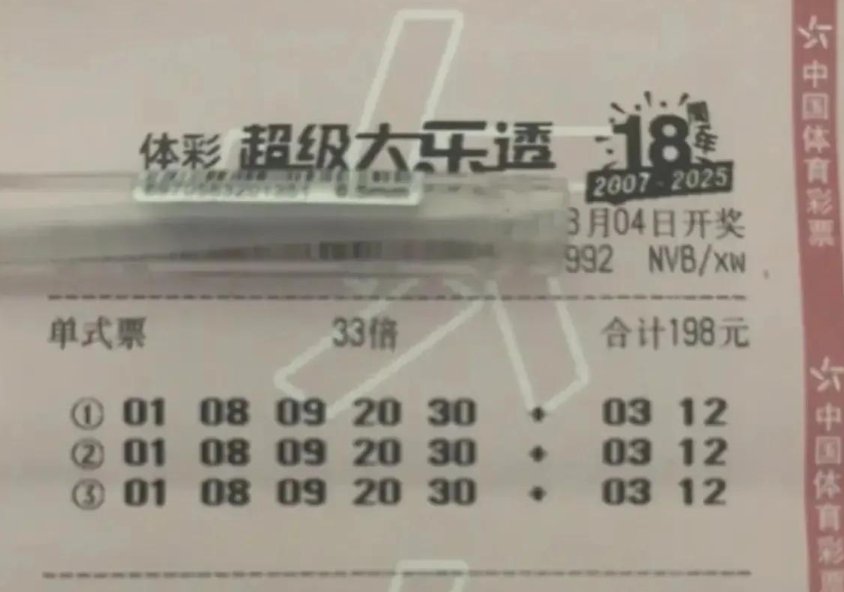 体彩 超级大乐透
18周年
2007-2025
月04日开奖
992 NVB/xw
单式票 33倍 合计198元
① 01 08 09 20 30 + 03 12
② 01 08 09 20 30 + 03 12
③ 01 08 09 20 30 + 03 12
中国体育彩票
中国体育彩票